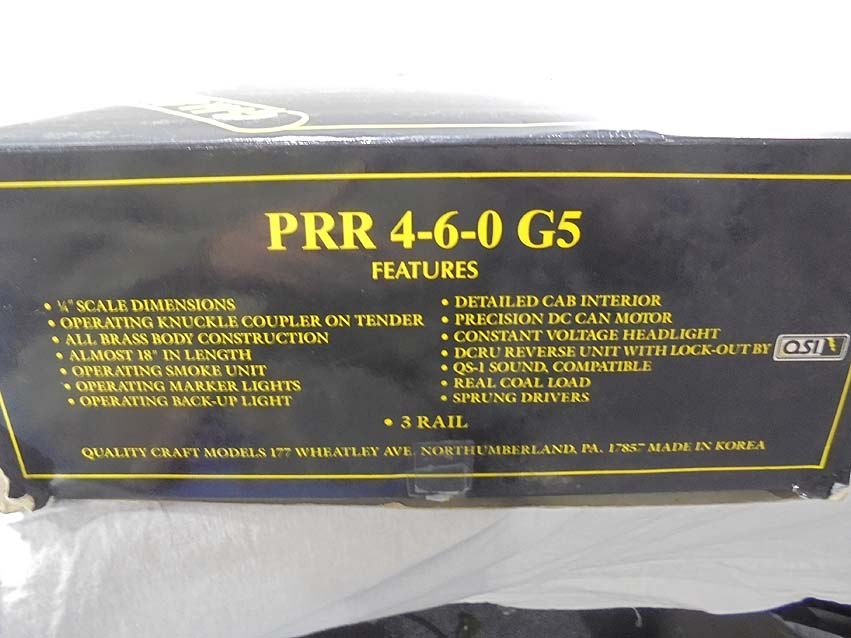 PRR 4-6-0 G5
FEATURES
• ¼" SCALE DIMENSIONS
• OPERATING KNUCKLE COUPLER ON TENDER
• ALL BRASS BODY CONSTRUCTION
• ALMOST 18" IN LENGTH
• OPERATING SMOKE UNIT
• OPERATING MARKER LIGHTS
• OPERATING BACK-UP LIGHT
• DETAILED CAB INTERIOR
• PRECISION DC CAN MOTOR
• CONSTANT VOLTAGE HEADLIGHT
• DCRU REVERSE UNIT WITH LOCK-OUT BY QSI
• QS-1 SOUND, COMPATIBLE
• REAL COAL LOAD
• SPRUNG DRIVERS
• 3 RAIL
QUALITY CRAFT MODELS 177 WHEATLEY AVE. NORTHUMBERLAND, PA. 17857 MADE IN KOREA